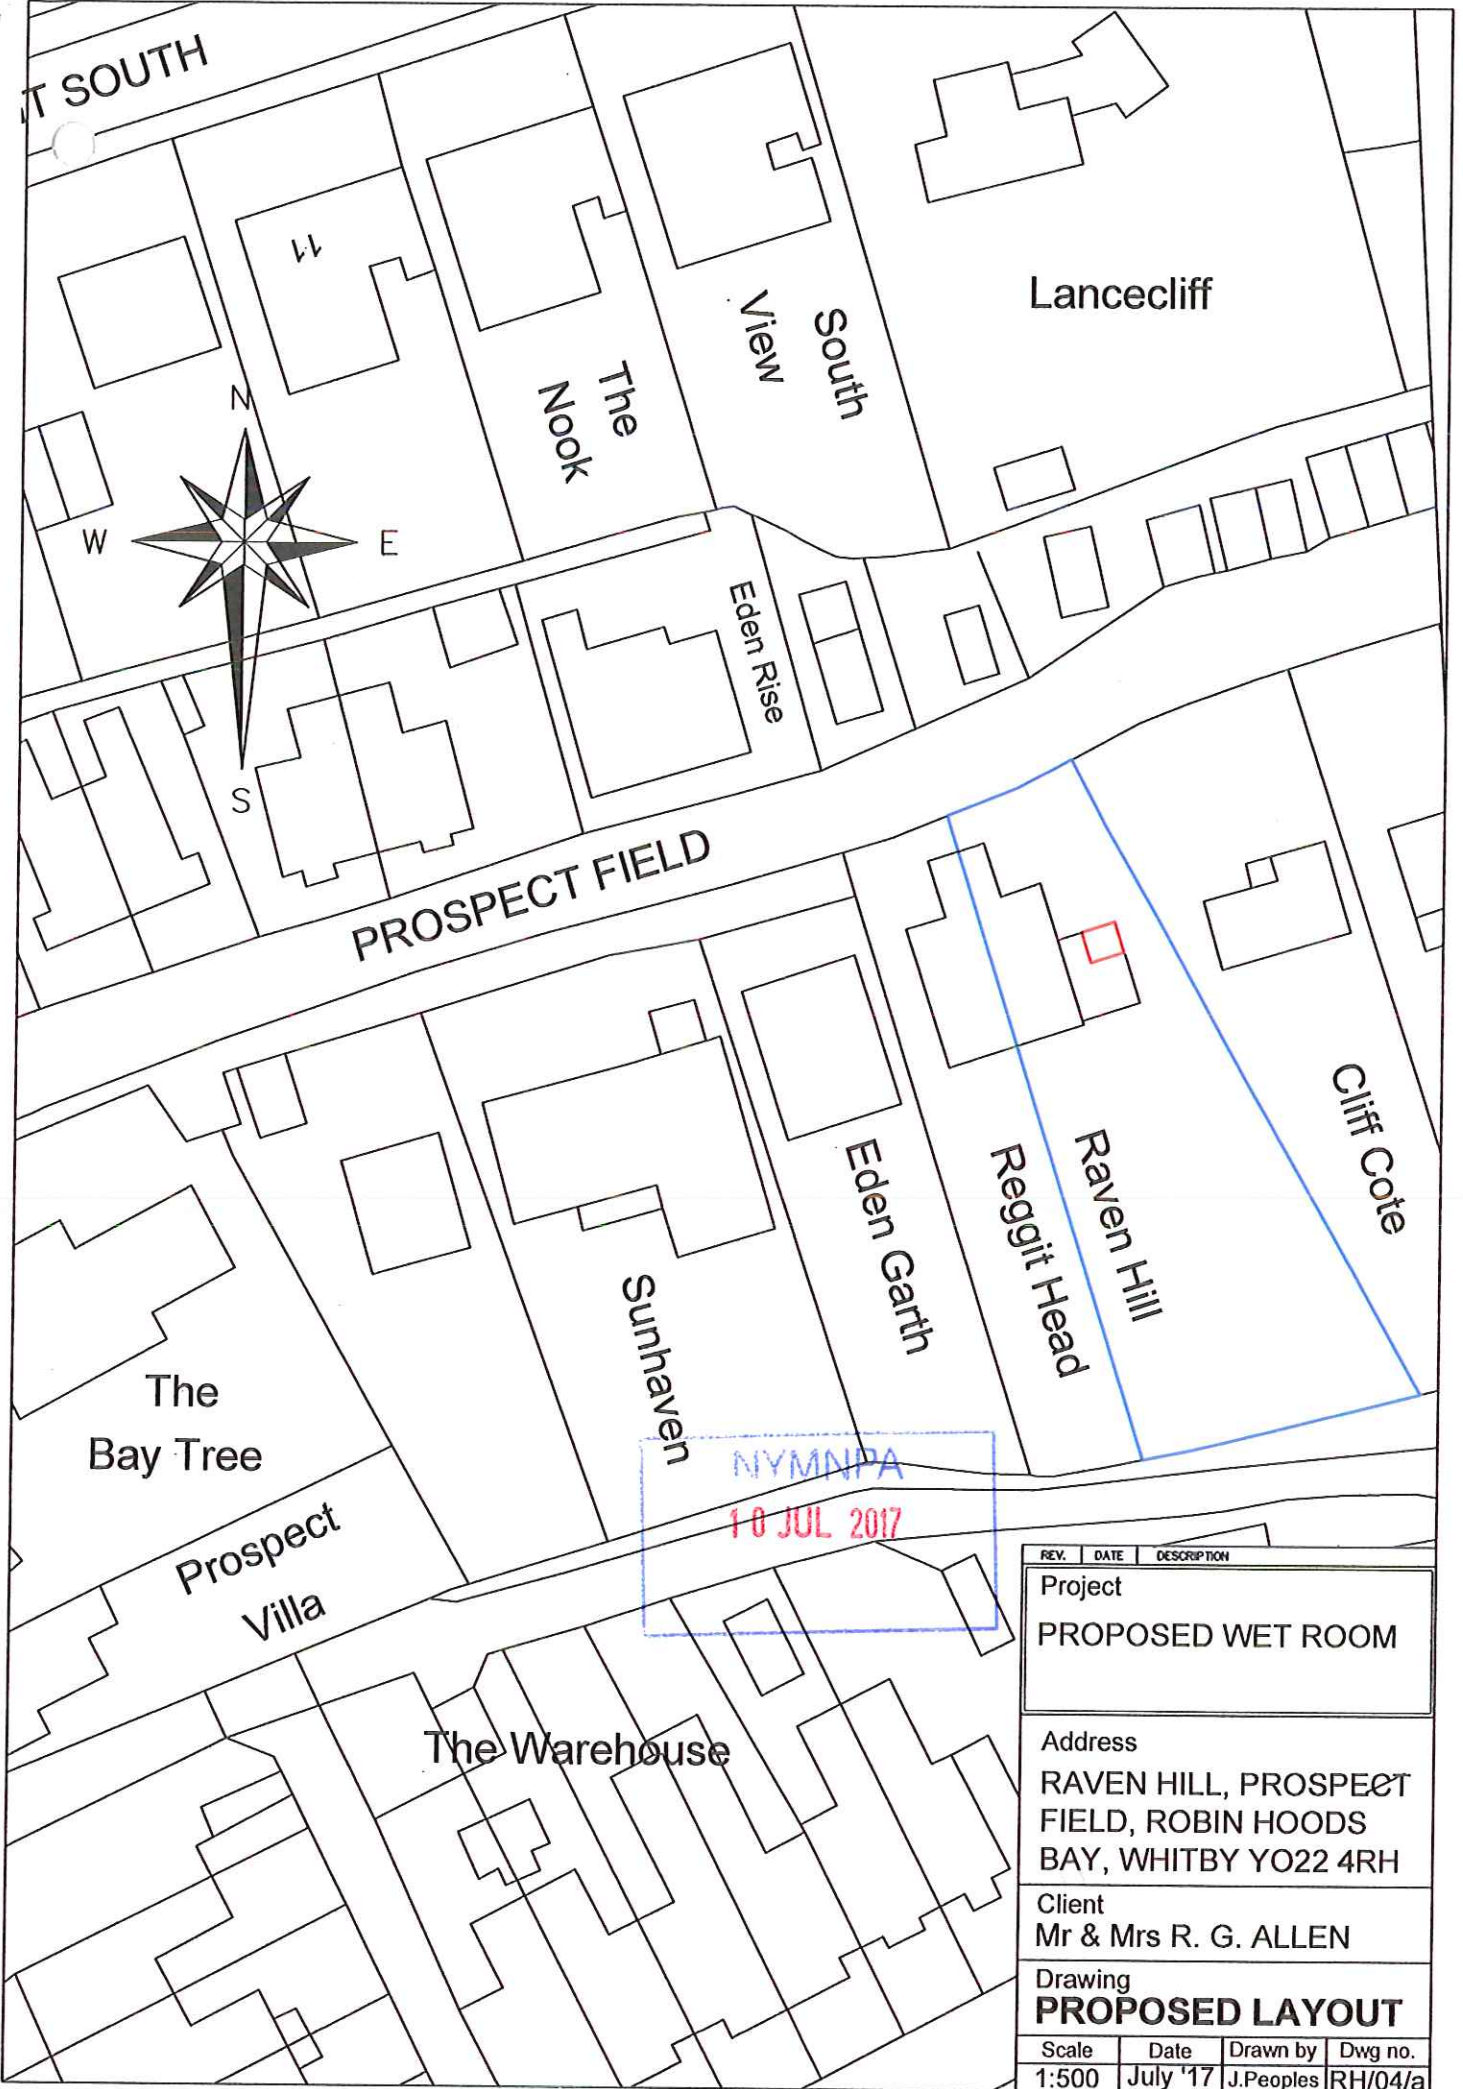 T SOUTH
11
Lancecliff
South
View
The
Nook
N
W
E
S
Eden Rise
PROSPECT FIELD
Cliff Cote
Raven Hill
Reggit Head
Eden Garth
Sunhaven
The
Bay Tree
Prospect
Villa
The Warehouse
NYMNPA
10 JUL 2017
REV. DATE DESCRIPTION
Project
PROPOSED WET ROOM
Address
RAVEN HILL, PROSPECT
FIELD, ROBIN HOODS
BAY, WHITBY YO22 4RH
Client
Mr & Mrs R. G. ALLEN
Drawing
PROPOSED LAYOUT
Scale Date Drawn by Dwg no.
1:500 July '17 J.Peoples RH/04/a